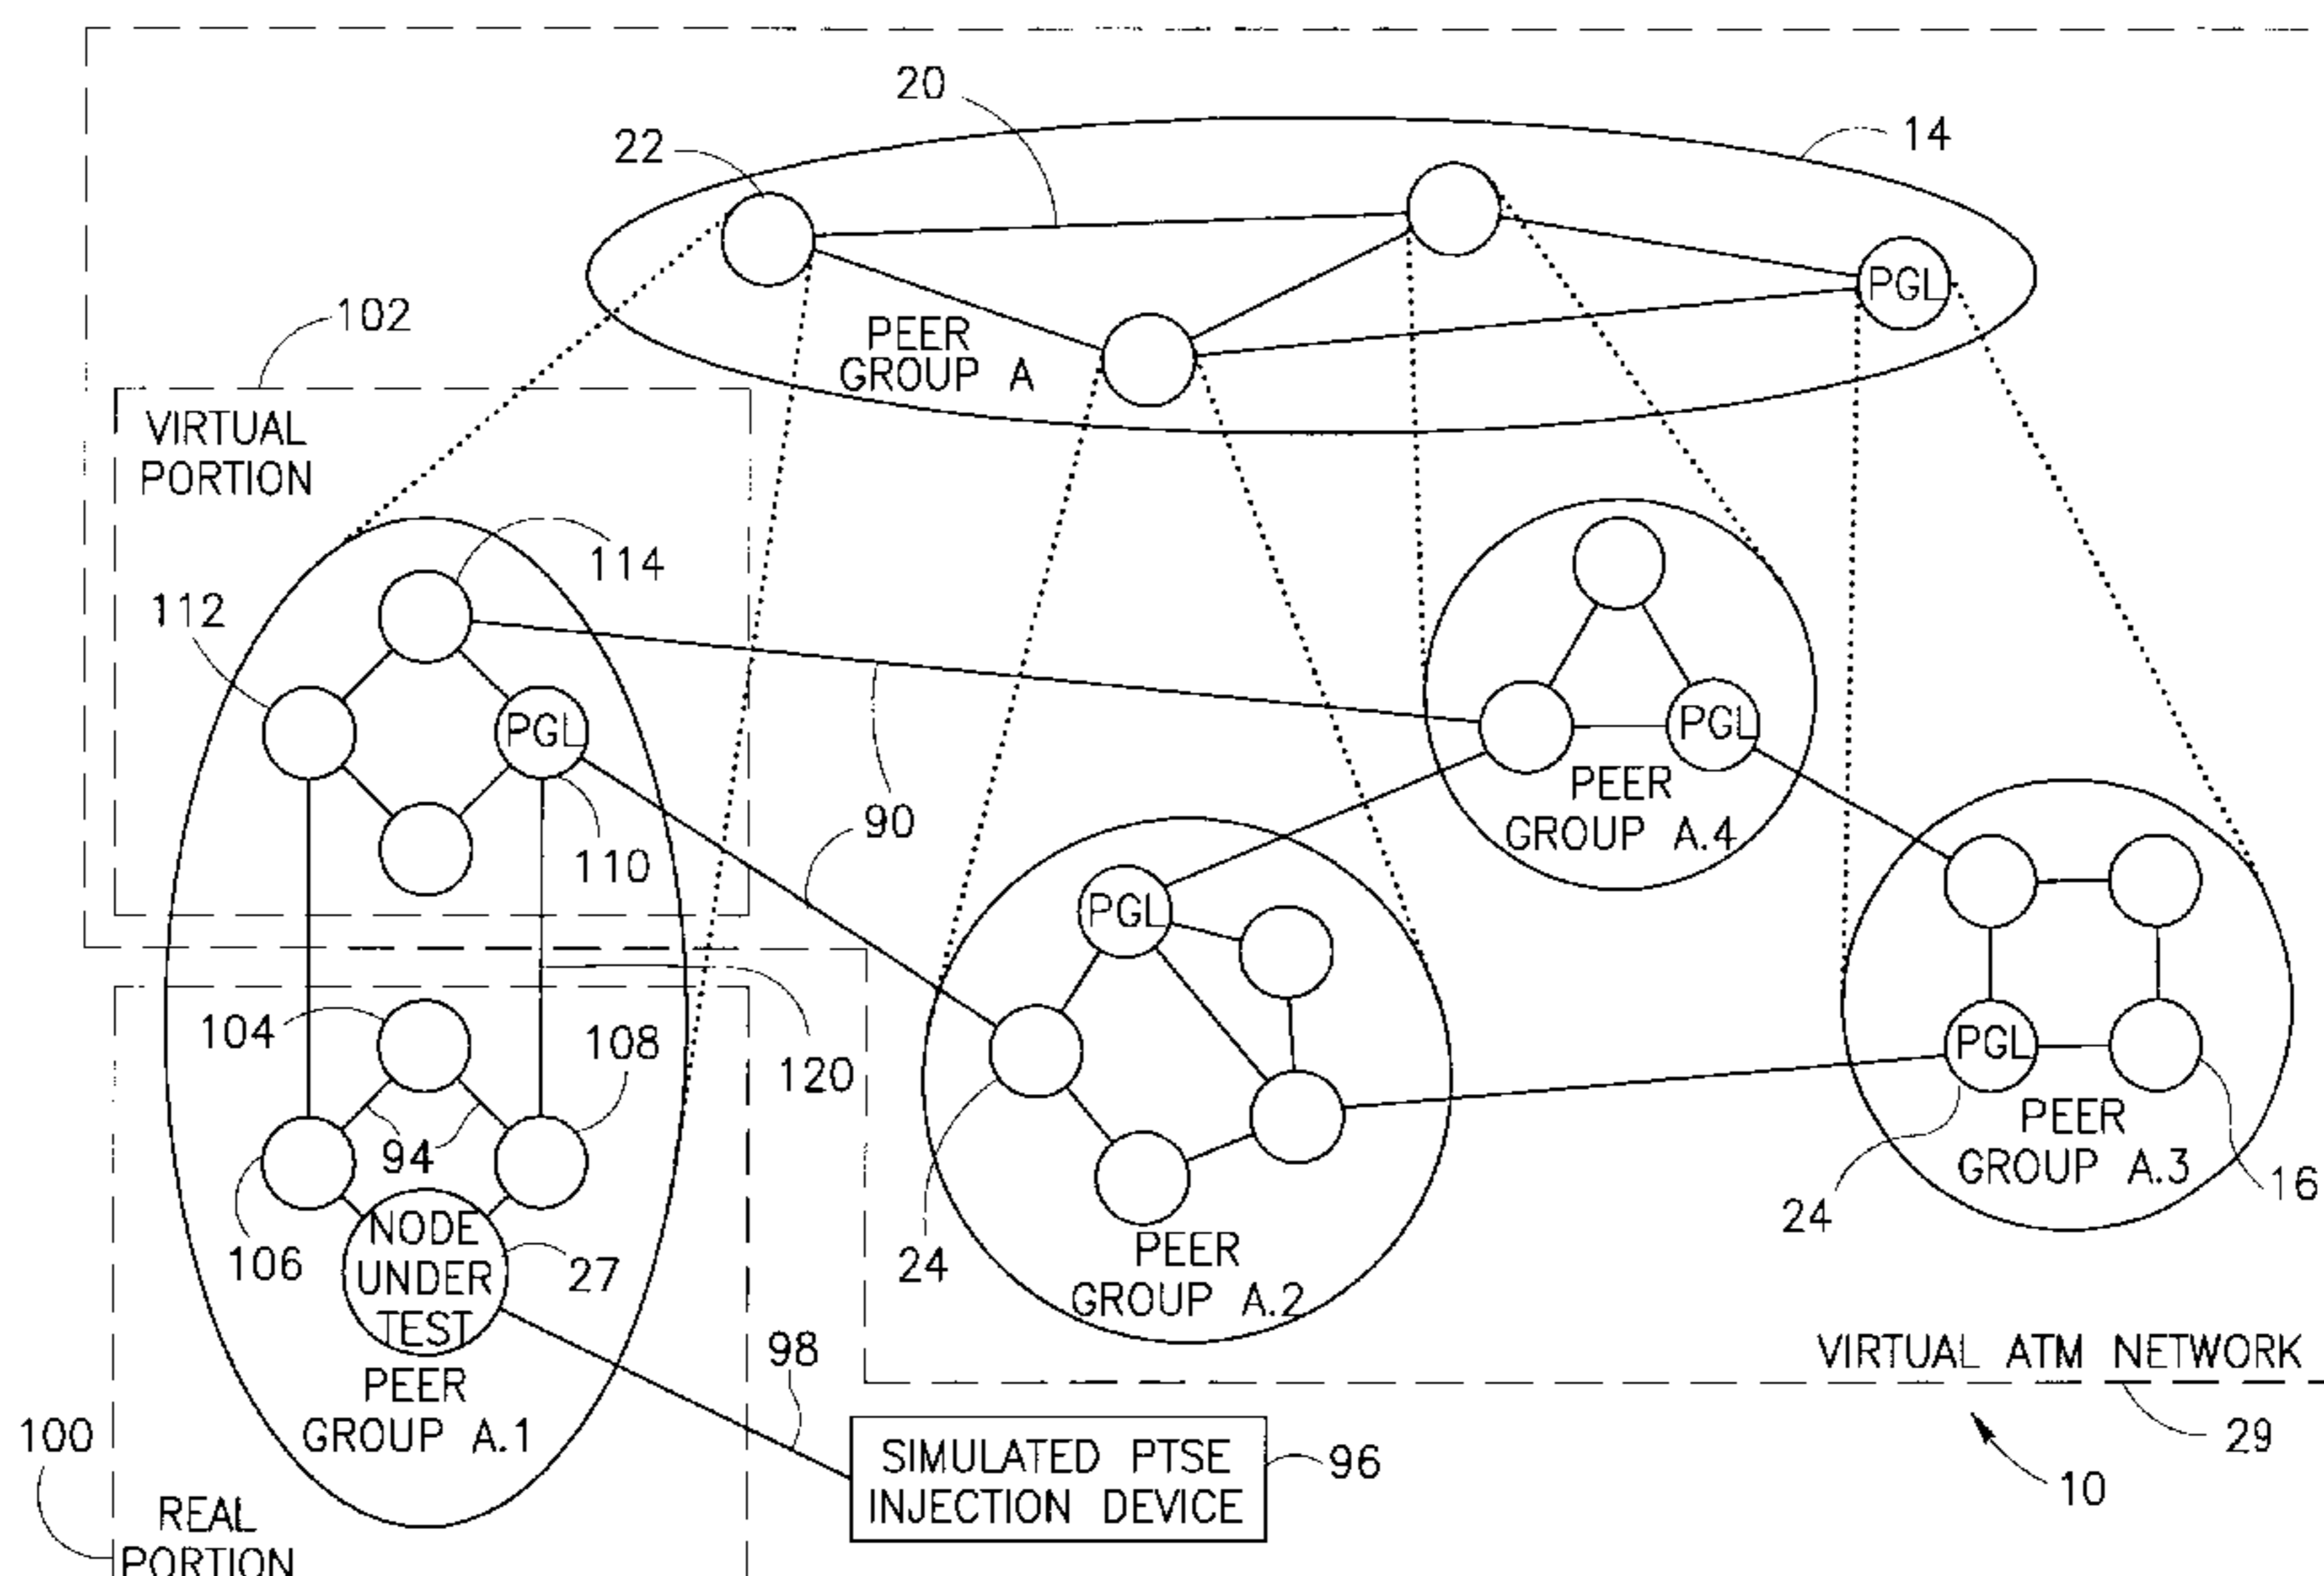 20
22
14
PGL
PEER
GROUP A
102
VIRTUAL
PORTION
114
112
PGL
110
90
PGL
PEER
GROUP A.4
PGL
104
108
120
94
106
NODE
UNDER
TEST
27
24
PEER
GROUP A.2
PGL
PEER
GROUP A.3
24
16
PEER
GROUP A.1
98
100
REAL
PORTION
SIMULATED PTSE
INJECTION DEVICE
96
VIRTUAL ATM NETWORK
29
10